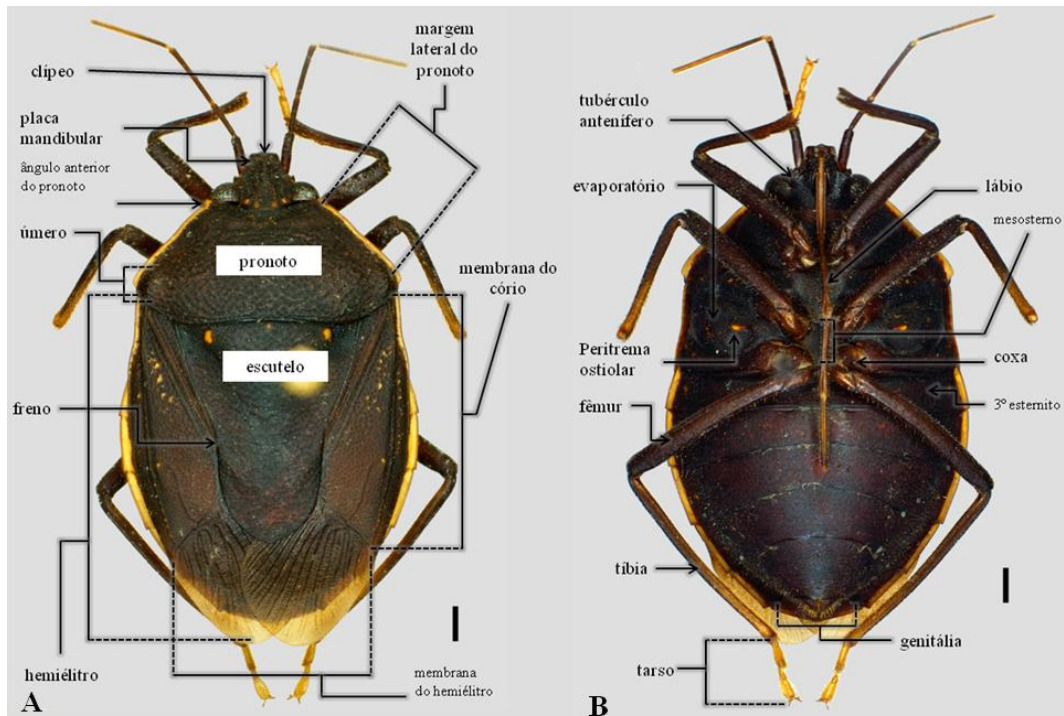 clípeo
placa
mandibular
ângulo anterior
do pronoto
úmero
freno
hemiélitro
A
margem
lateral do
pronoto
pronoto
escutelo
membrana do
cório
membrana
do hemiélitro
tubérculo
antenífero
evaporatório
Peritrema
ostiolar
fêmur
tíbia
tarso
B
lábio
mesosterno
coxa
3º esternito
genitália